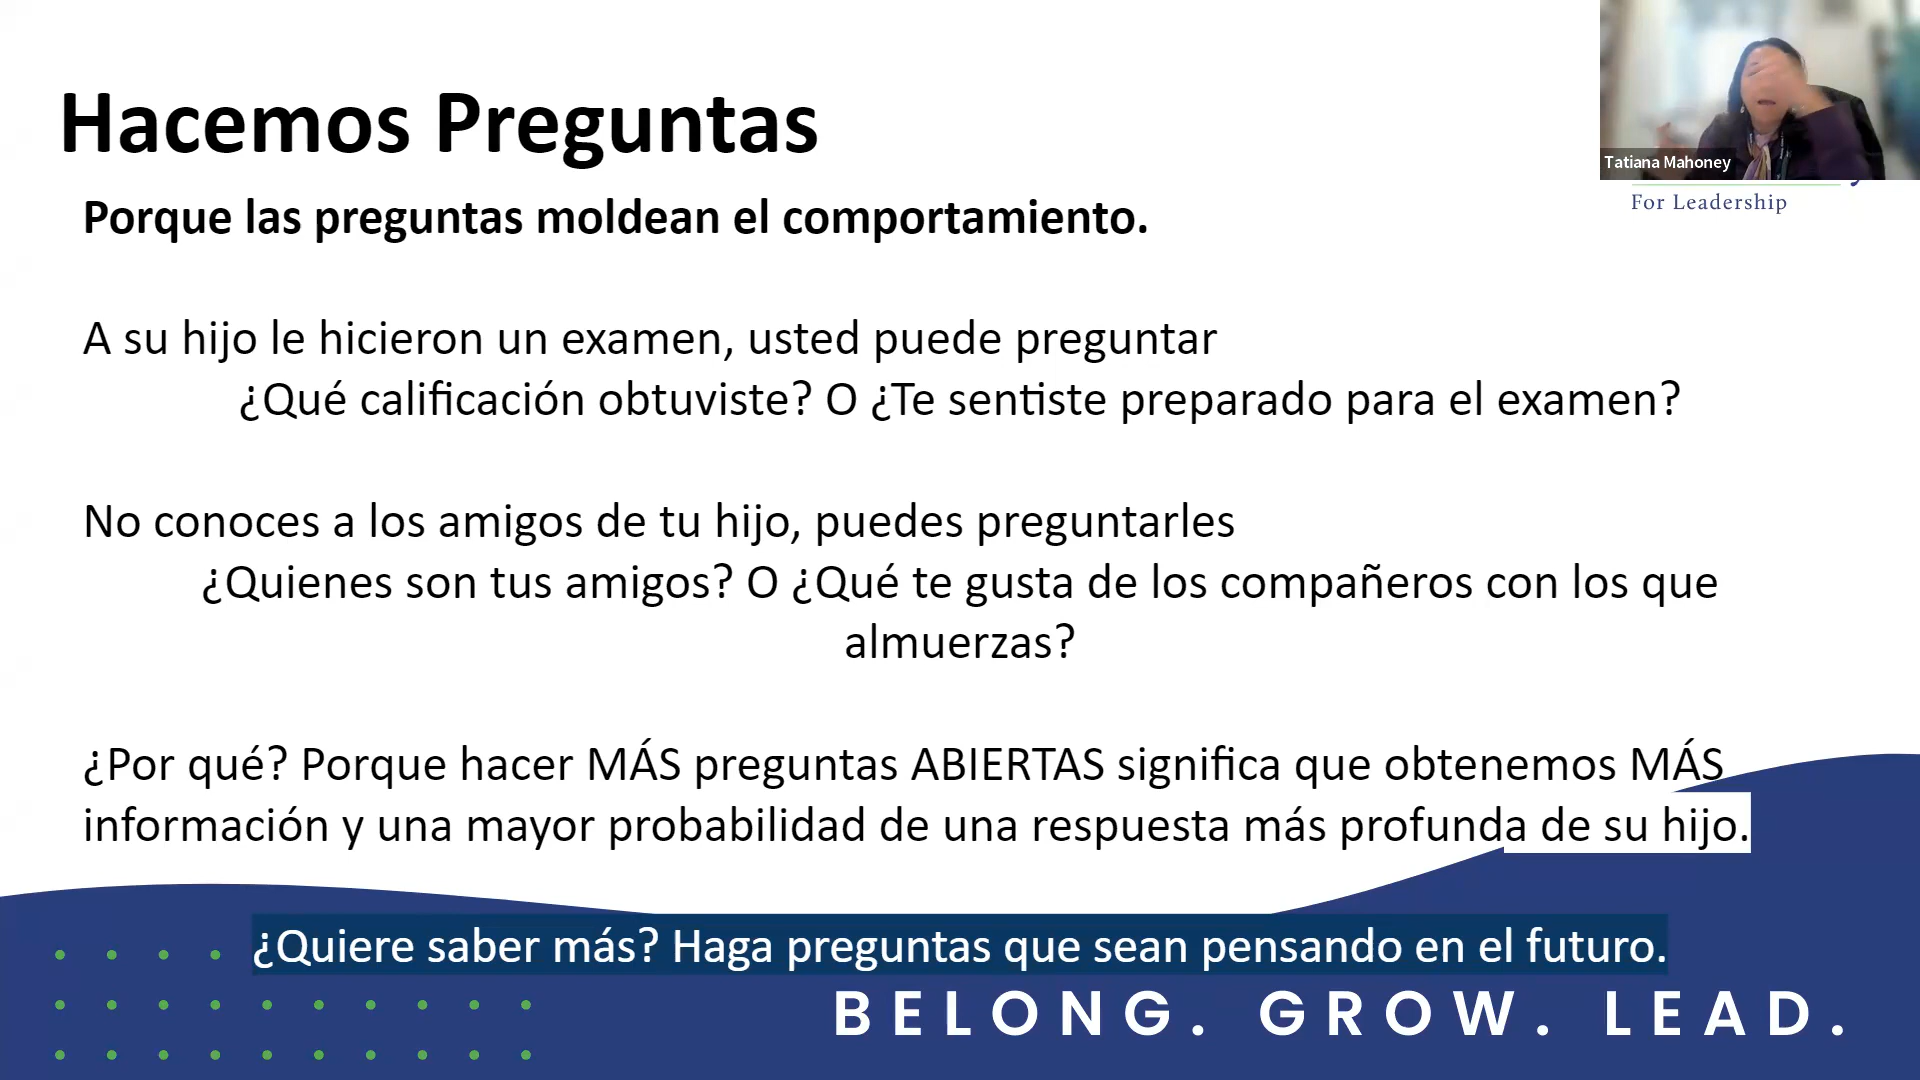 Hacemos Preguntas
Tatiana Mahoney
For Leadership
Porque las preguntas moldean el comportamiento.
A su hijo le hicieron un examen, usted puede preguntar
¿Qué calificación obtuviste? O ¿Te sentiste preparado para el examen?
No conoces a los amigos de tu hijo, puedes preguntarles
¿Quienes son tus amigos? O ¿Qué te gusta de los compañeros con los que
almuerzas?
¿Por qué? Porque hacer MÁS preguntas ABIERTAS significa que obtenemos MÁS
información y una mayor probabilidad de una respuesta más profunda de su hijo.
¿Quiere saber más? Haga preguntas que sean pensando en el futuro.
BELONG. GROW. LEAD.